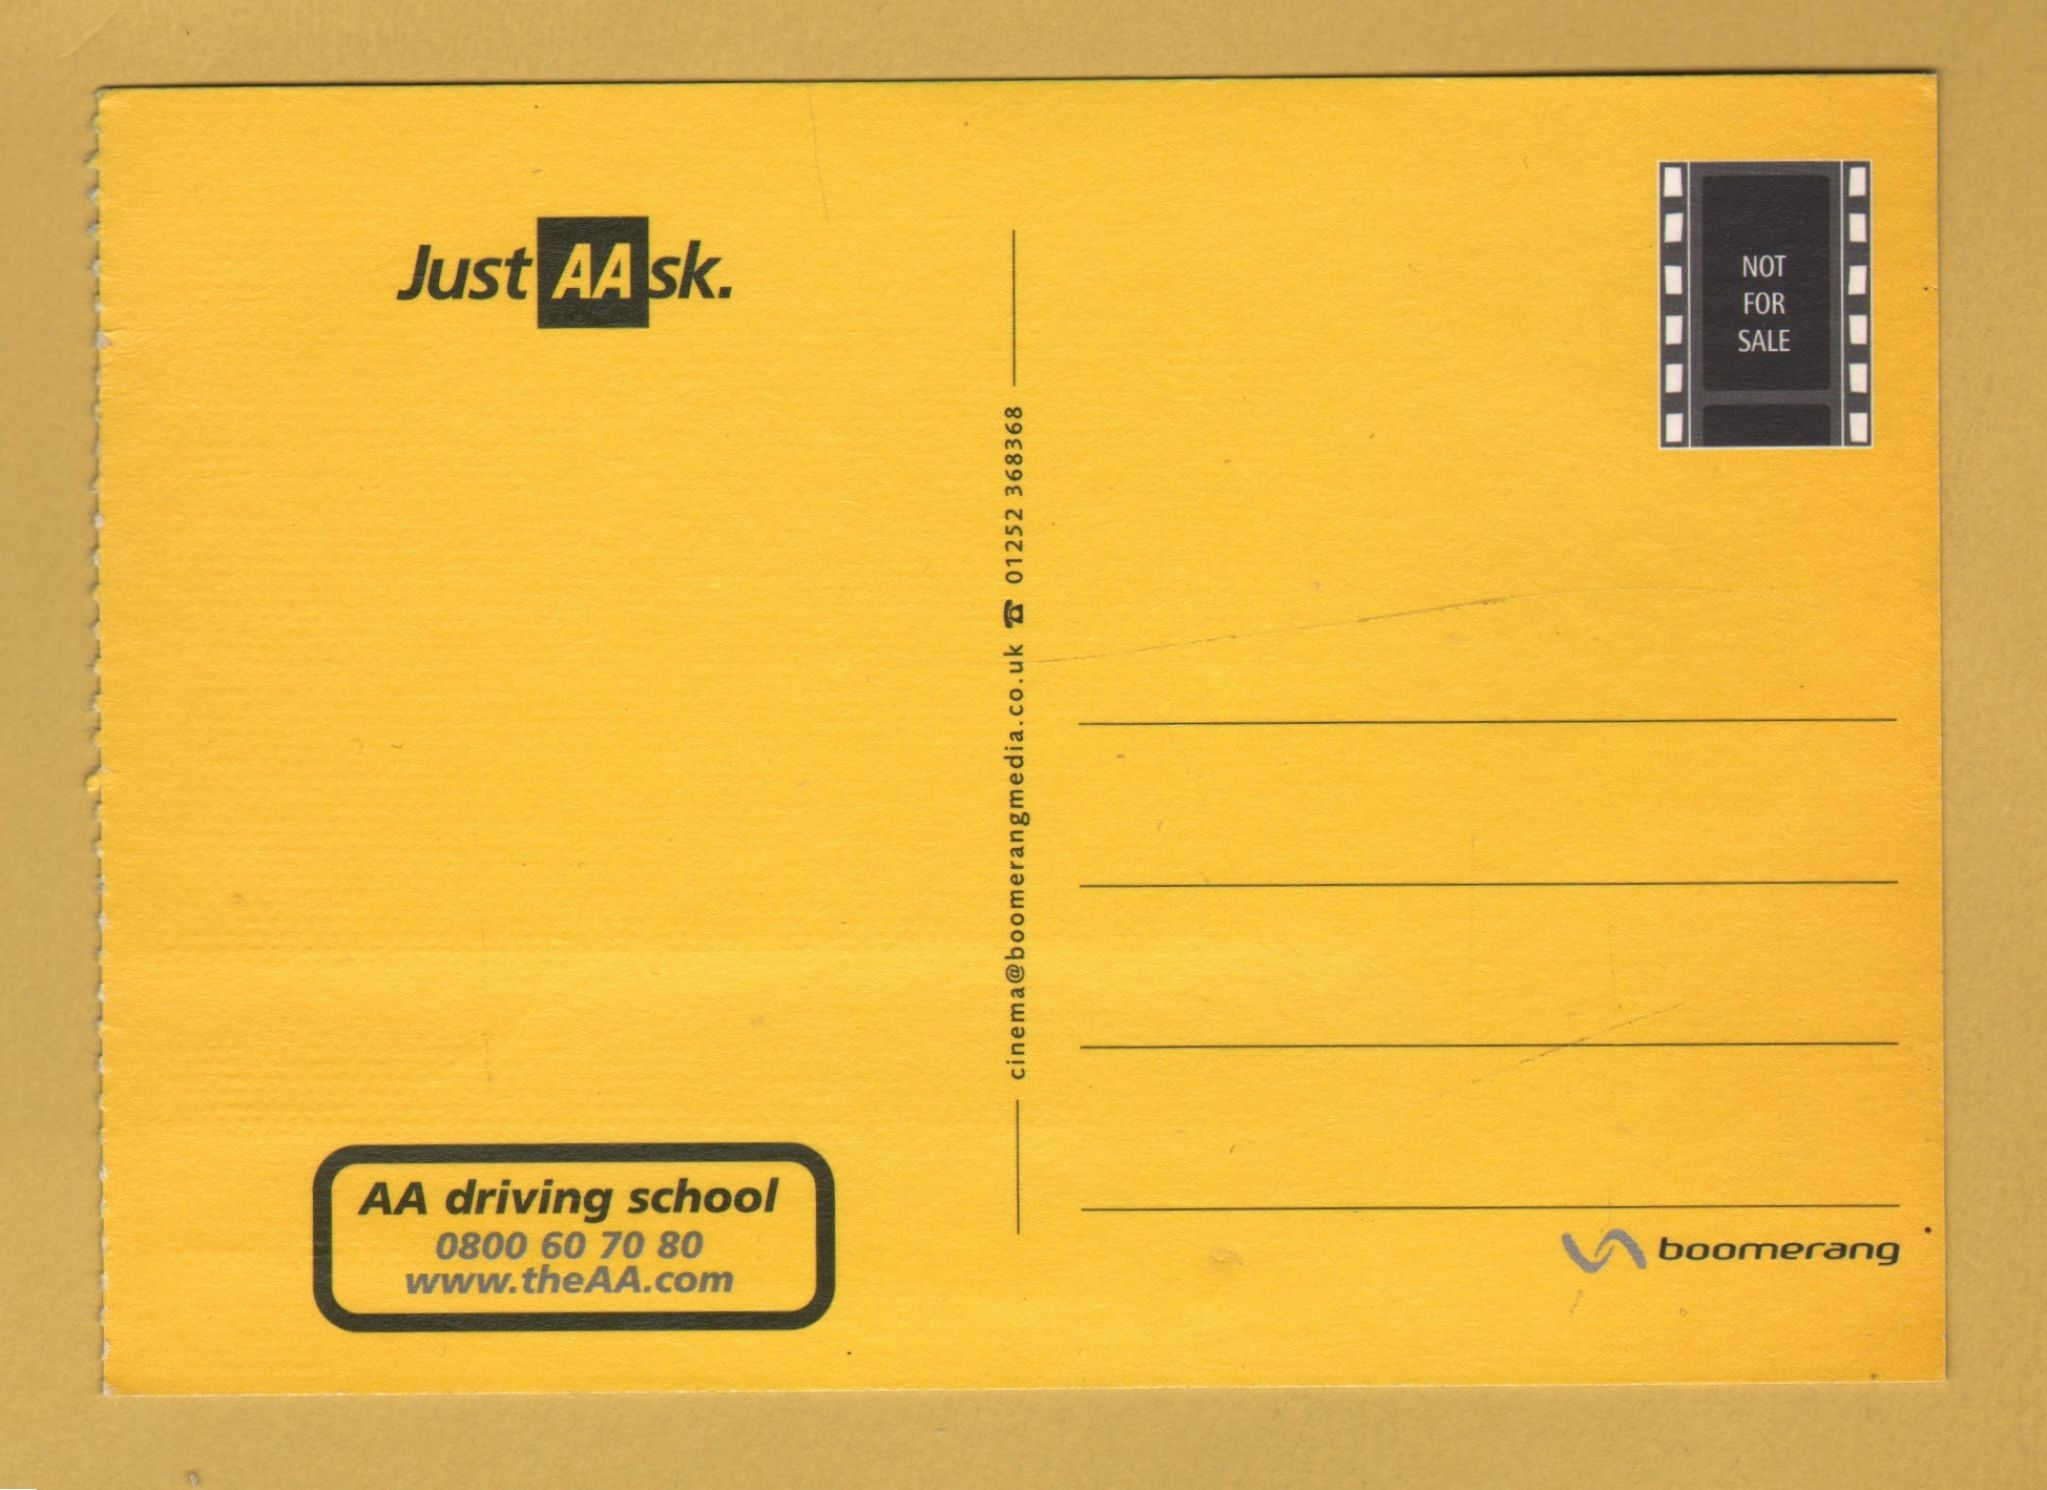 Just AAsk.
AA driving school
0800 60 70 80
www.theAA.com
cinema@boomerangmedia.co.uk ☎ 01252 368368
NOT
FOR
SALE
boomerang